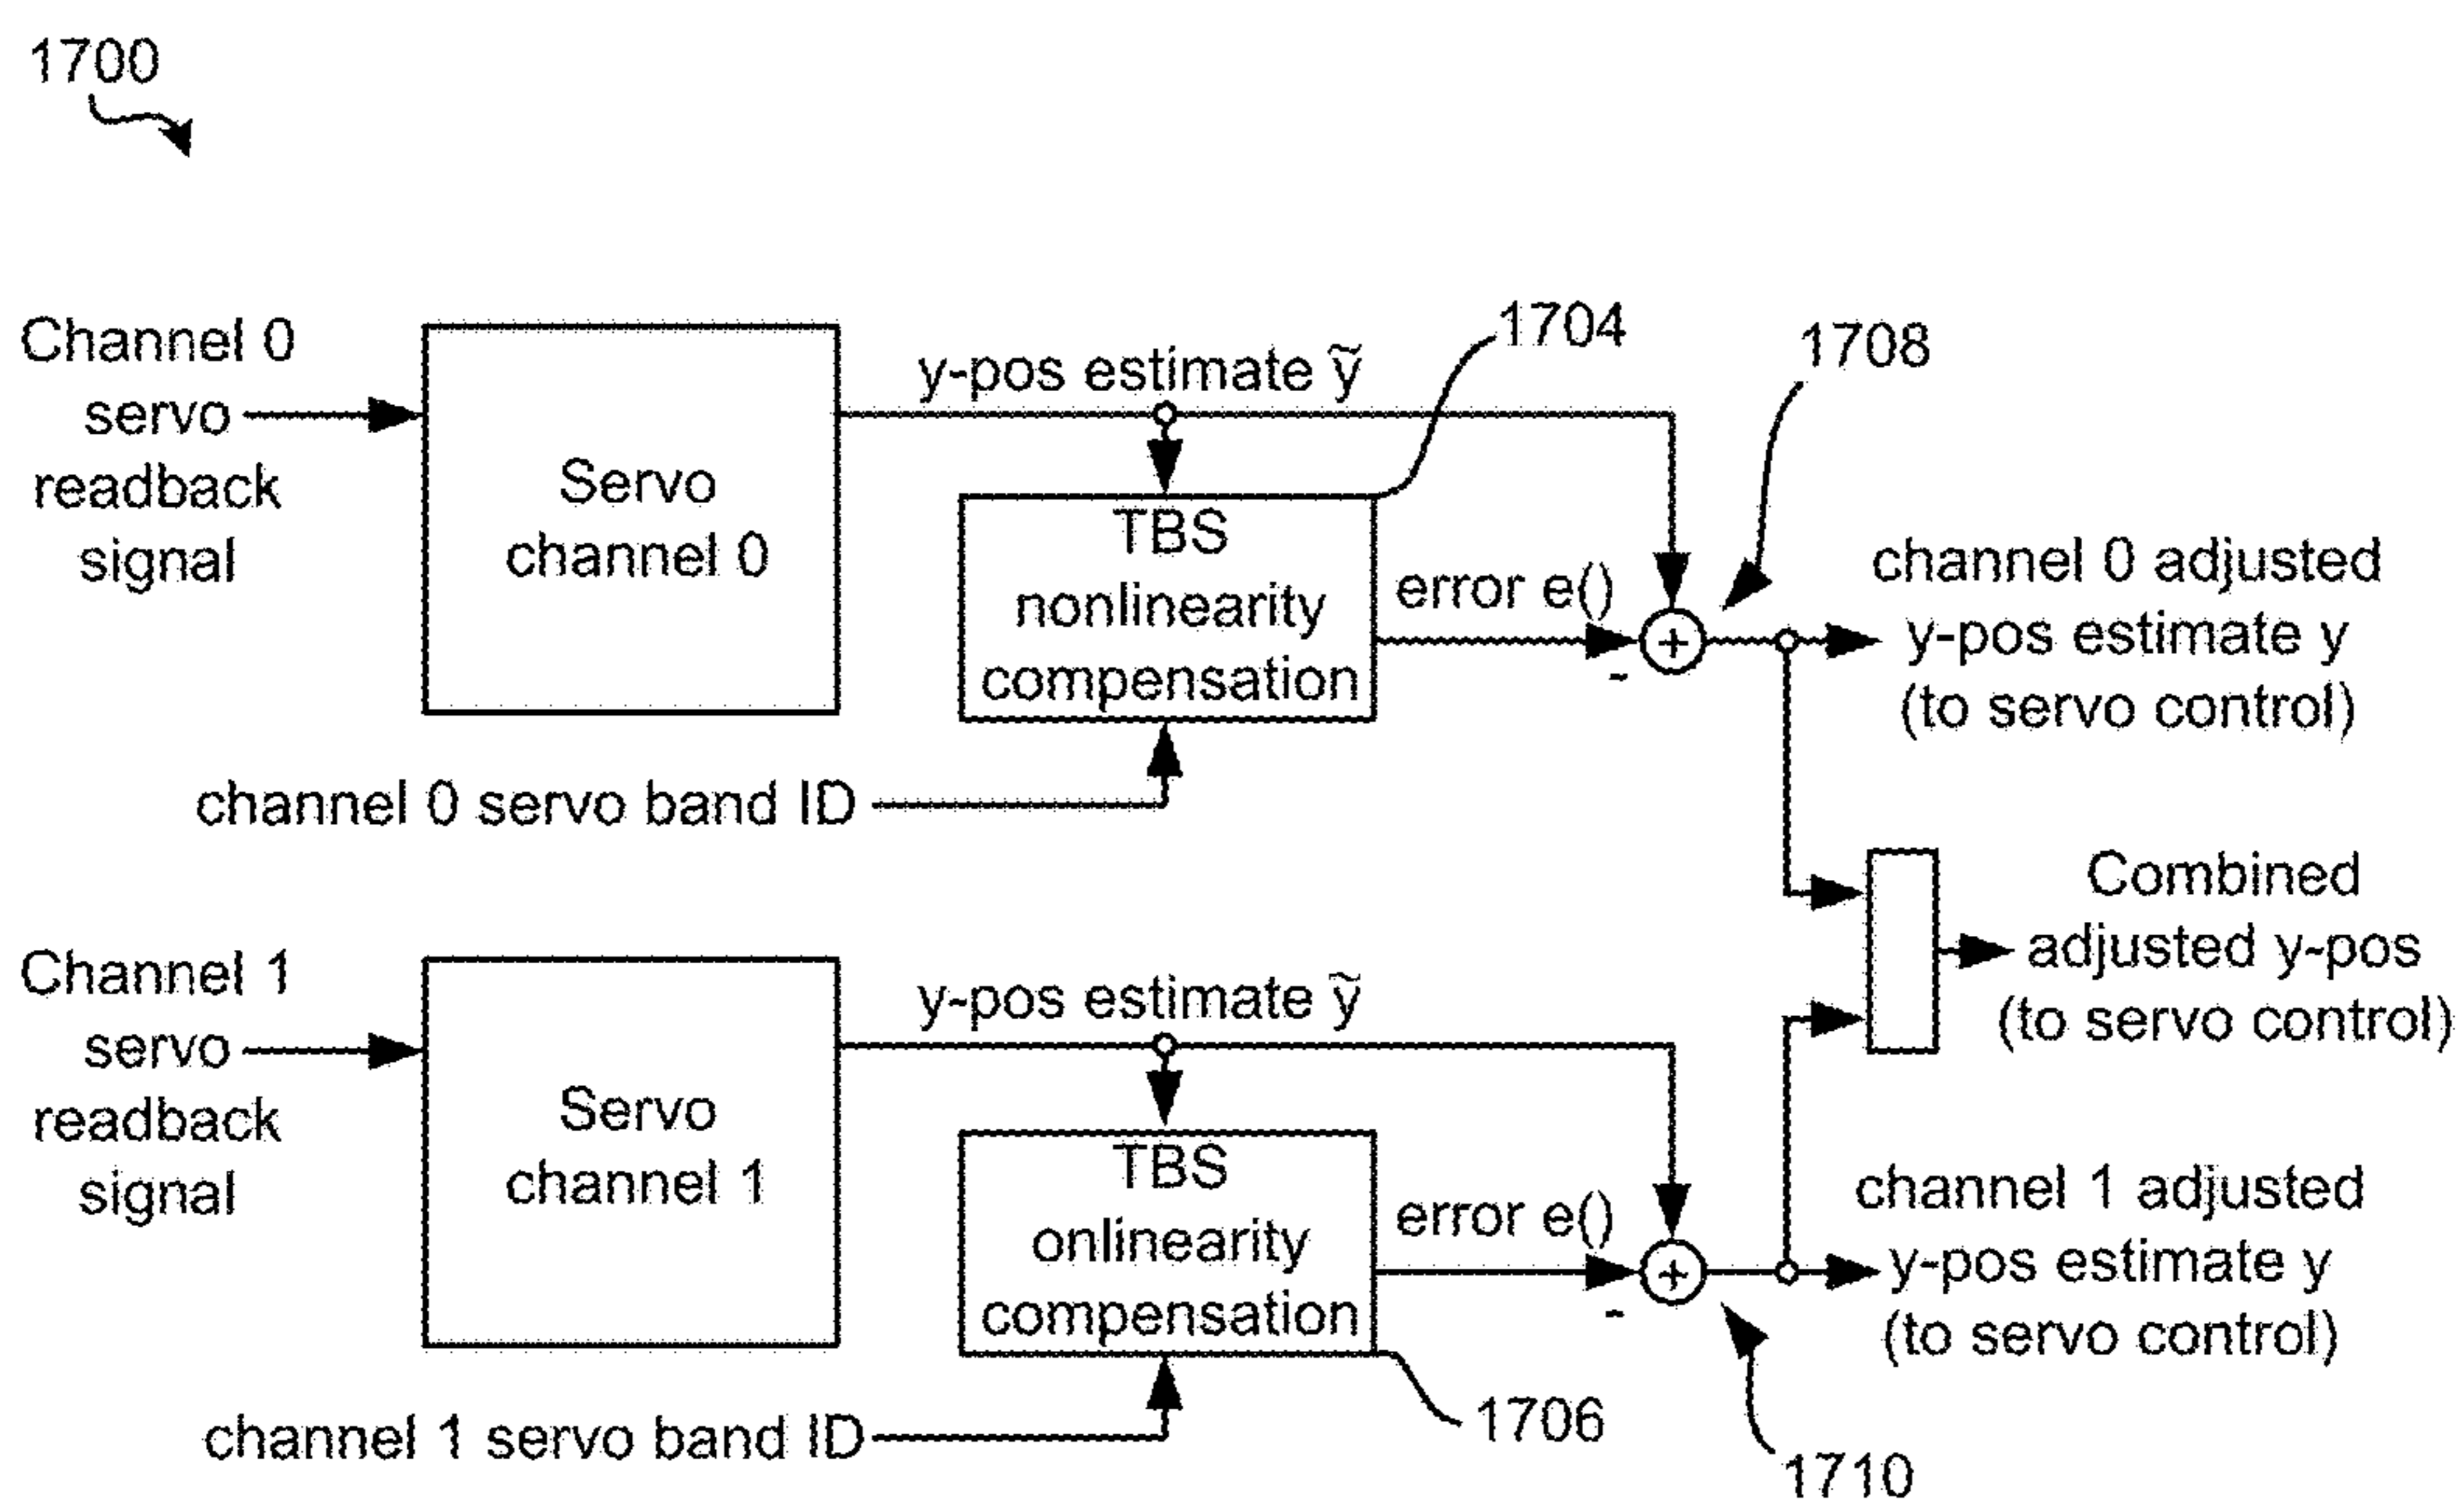 1700
Channel 0
servo
readback
signal
Servo
channel 0
y-pos estimate ỹ
1704
1708
TBS
nonlinearity
compensation
error e()
+
-
channel 0 adjusted
y-pos estimate y
(to servo control)
channel 0 servo band ID
Combined
adjusted y-pos
(to servo control)
Channel 1
servo
readback
signal
Servo
channel 1
y-pos estimate ỹ
TBS
onlinearity
compensation
error e()
+
-
channel 1 adjusted
y-pos estimate y
(to servo control)
channel 1 servo band ID
1706
1710